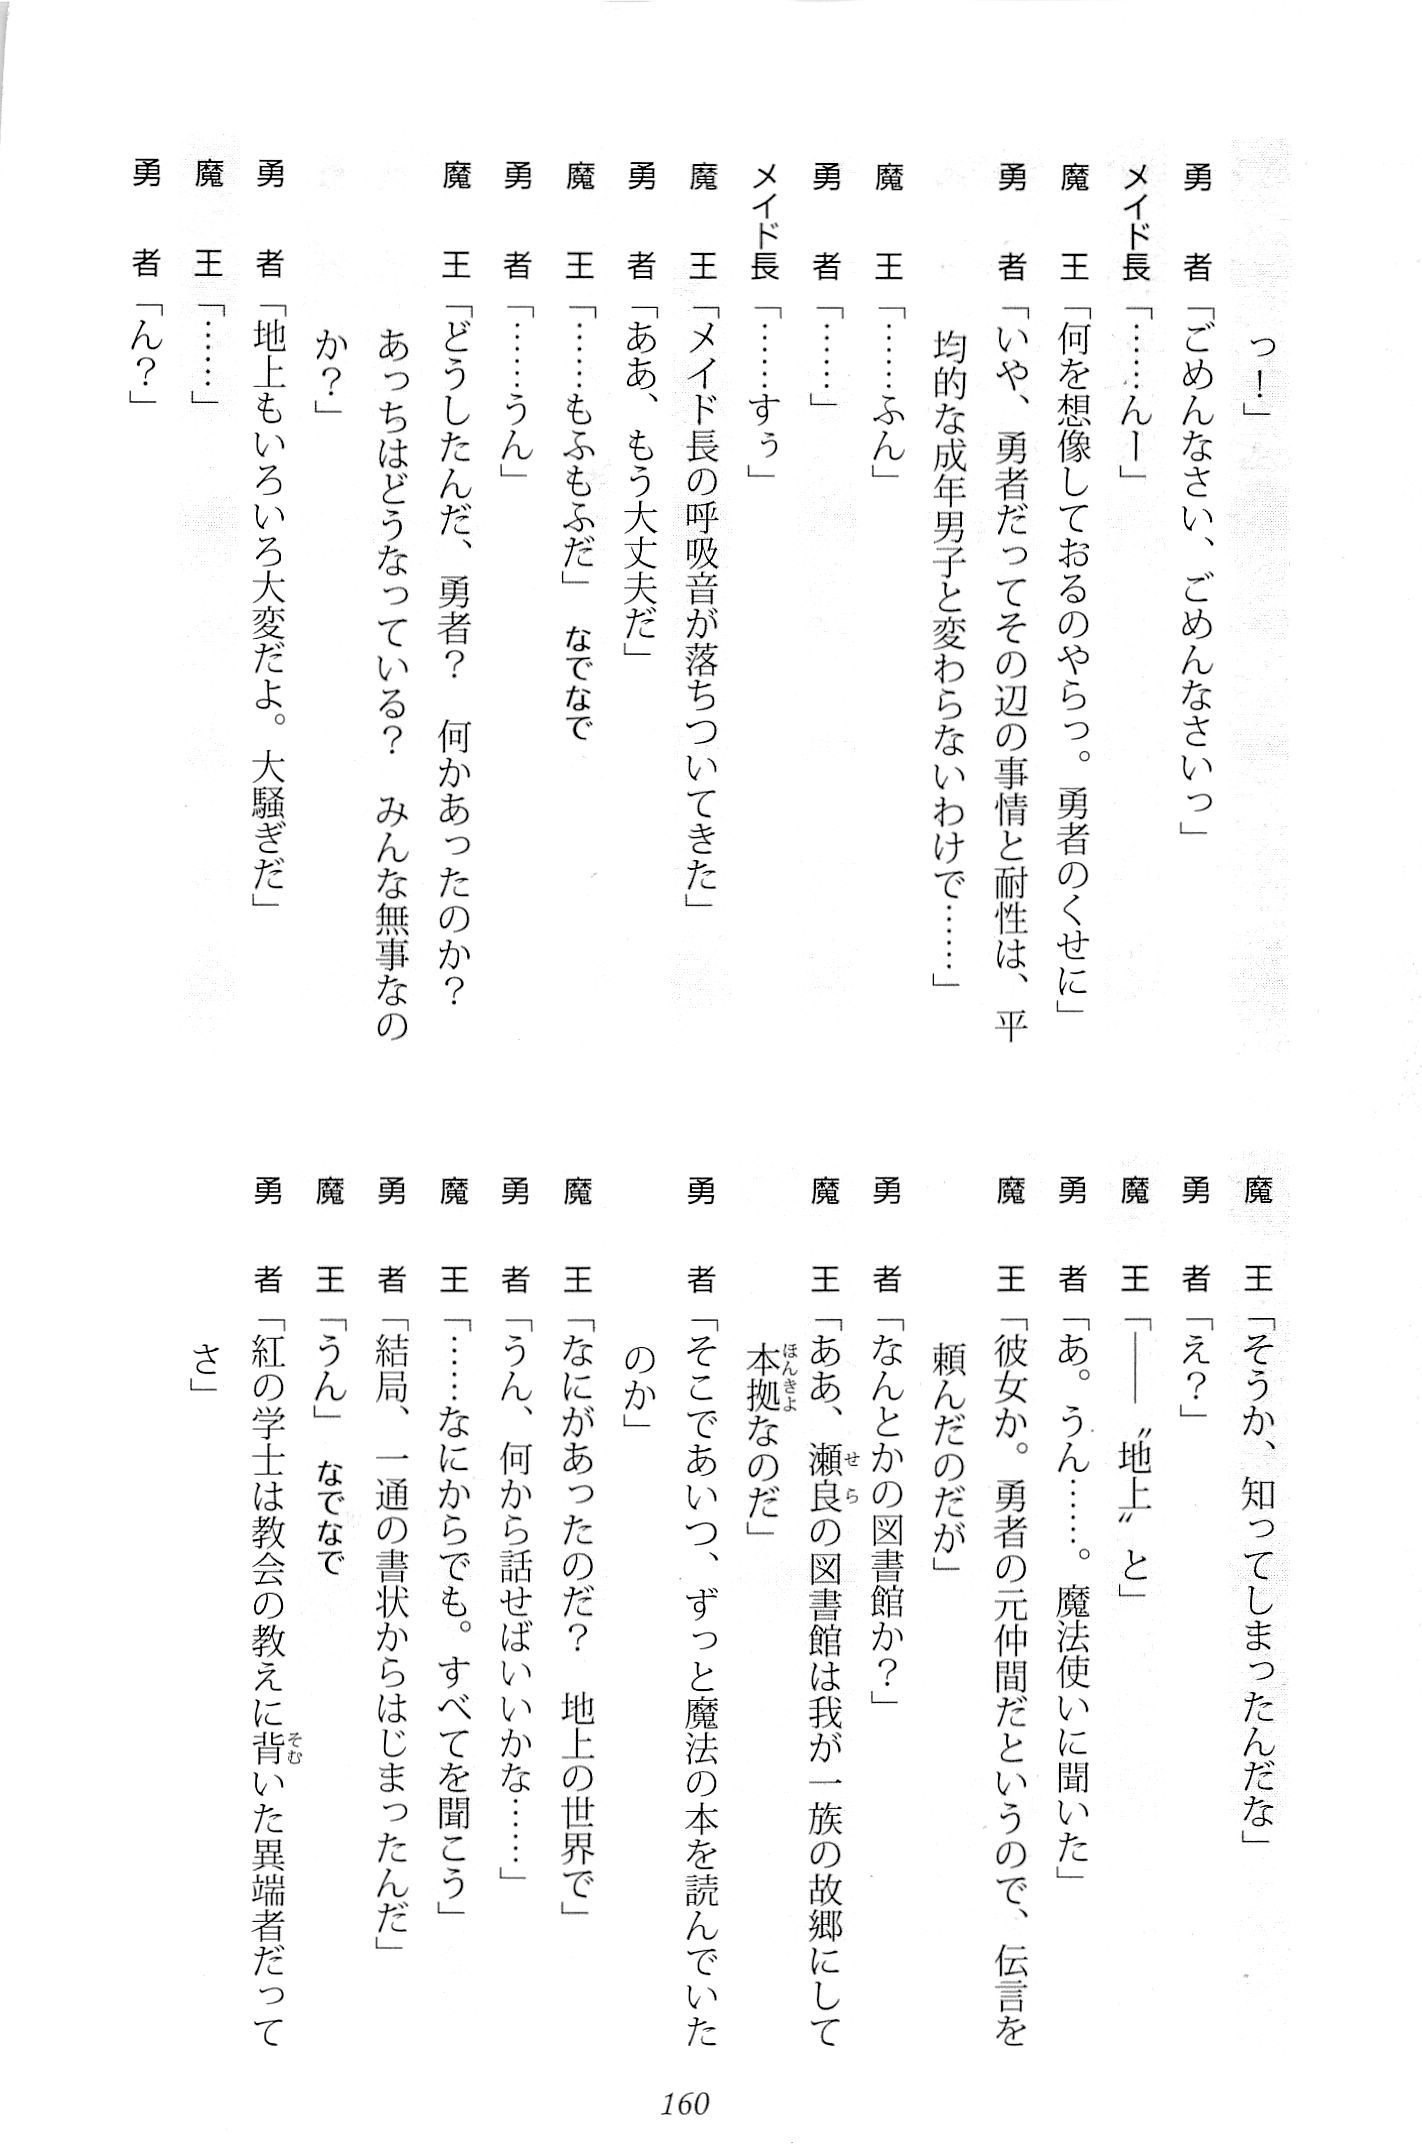 っ！」
勇者「ごめんなさい、ごめんなさいっ」
メイド長「……んー」
魔王「何を想像しておるのやらっ。勇者のくせに」
勇者「いや、勇者だってその辺の事情と耐性は、平
均的な成年男子と変わらないわけで……」
魔王「……ふん」
勇者「……」
メイド長「……すぅ」
魔王「メイド長の呼吸音が落ちついてきた」
勇者「ああ、もう大丈夫だ」
魔王「……もふもふだ」　なでなで
勇者「……うん」
魔王「どうしたんだ、勇者？　何かあったのか？
あっちはどうなっている？　みんな無事なの
か？」
勇者「地上もいろいろ大変だよ。大騒ぎだ」
魔王「……」
勇者「ん？」
魔王「そうか、知ってしまったんだな」
勇者「え？」
魔王「――〝地上〟と」
勇者「あ。うん……。魔法使いに聞いた」
魔王「彼女か。勇者の元仲間だというので、伝言を
頼んだのだが」
勇者「なんとかの図書館か？」
魔王「ああ、瀬良の図書館は我が一族の故郷にして
本拠なのだ」
勇者「そこであいつ、ずっと魔法の本を読んでいた
のか」
魔王「なにがあったのだ？　地上の世界で」
勇者「うん、何から話せばいいかな……」
魔王「……なにからでも。すべてを聞こう」
勇者「結局、一通の書状からはじまったんだ」
魔王「うん」　なでなで
勇者「紅の学士は教会の教えに背いた異端者だって
さ」
160